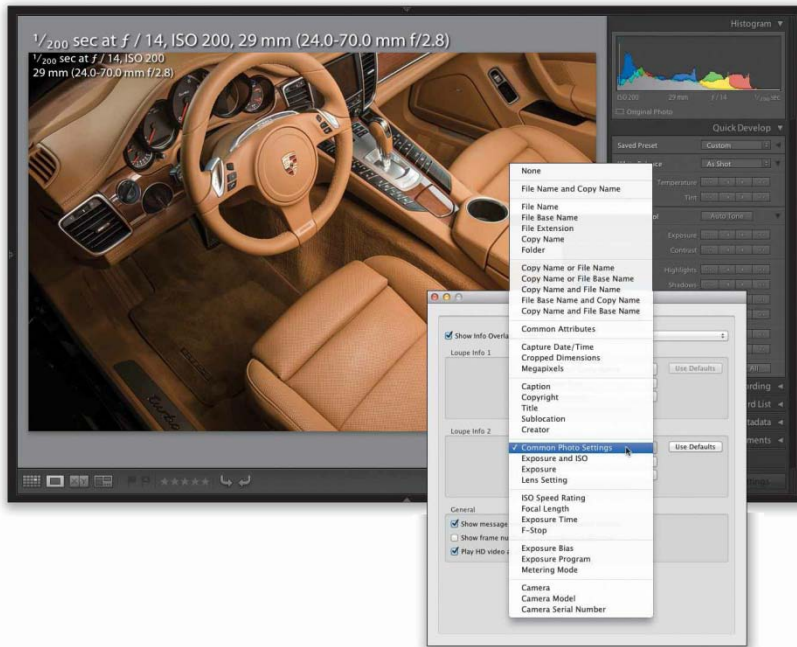 1/200 sec at f / 14, ISO 200, 29 mm (24.0-70.0 mm f/2.8)
1/200 sec at f / 14, ISO 200
29 mm (24.0-70.0 mm f/2.8)
turbo
Histogram
ISO 200 29 mm f / 14 1/200 sec
Original Photo
Quick Develop
Saved Preset Custom
As Shot
Temperature
Tint
Auto Tone
Exposure
Contrast
Highlights
Shadows
All
Show Info Overla
Loupe Info 1
Use Defaults
Loupe Info 2
Use Defaults
General
Show message
Show frame nu
Play HD video a
None
File Name and Copy Name
File Name
File Base Name
File Extension
Copy Name
Folder
Copy Name or File Name
Copy Name or File Base Name
Copy Name and File Name
File Base Name and Copy Name
Copy Name and File Base Name
Common Attributes
Capture Date/Time
Cropped Dimensions
Megapixels
Caption
Copyright
Title
Sublocation
Creator
✓ Common Photo Settings
Exposure and ISO
Exposure
Lens Setting
ISO Speed Rating
Focal Length
Exposure Time
F-Stop
Exposure Bias
Exposure Program
Metering Mode
Camera
Camera Model
Camera Serial Number